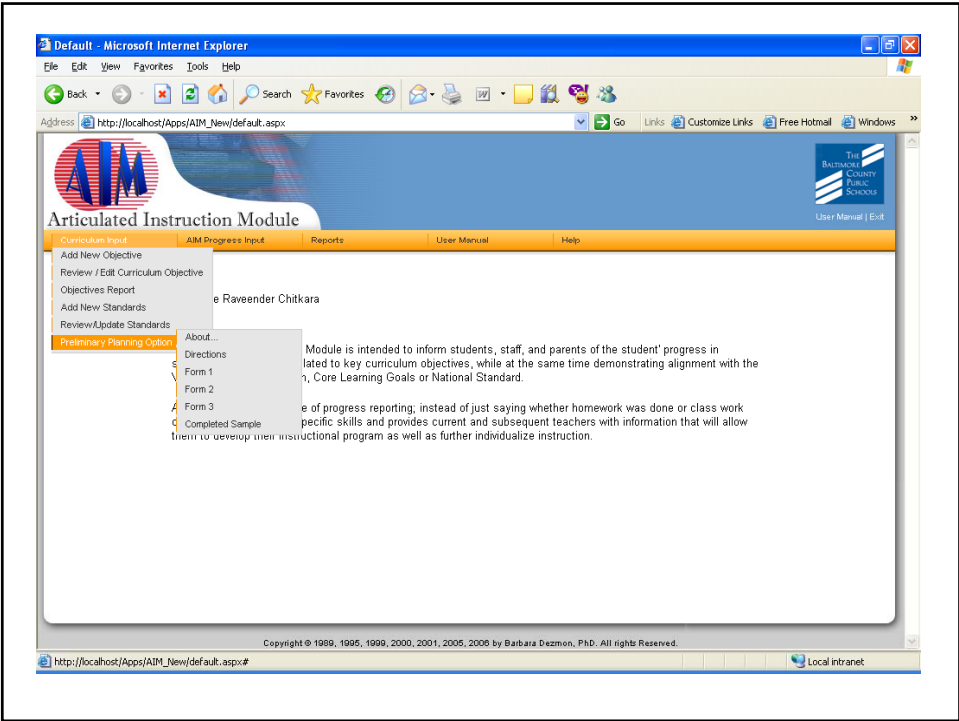 Default - Microsoft Internet Explorer
File Edit View Favorites Tools Help
Back Search Favorites
Address http://localhost/Apps/AIM_New/default.aspx Go Links Customize Links Free Hotmail Windows »
AIM
Articulated Instruction Module
The
Baltimore
County
Public
Schools
User Manual | Exit
Curriculum Input AIM Progress Input Reports User Manual Help
Add New Objective
Review / Edit Curriculum Objective
Objectives Report
e Raveender Chitkara
Add New Standards
Review/Update Standards
Preliminary Planning Option
About...
Module is intended to inform students, staff, and parents of the student' progress in
Directions
lated to key curriculum objectives, while at the same time demonstrating alignment with the
Form 1
, Core Learning Goals or National Standard.
Form 2
Form 3
e of progress reporting; instead of just saying whether homework was done or class work
Completed Sample
pecific skills and provides current and subsequent teachers with information that will allow
them to develop their instructional program as well as further individualize instruction.
Copyright © 1989, 1995, 1999, 2000, 2001, 2005, 2006 by Barbara Dezmon, PhD. All rights Reserved.
http://localhost/Apps/AIM_New/default.aspx# Local intranet